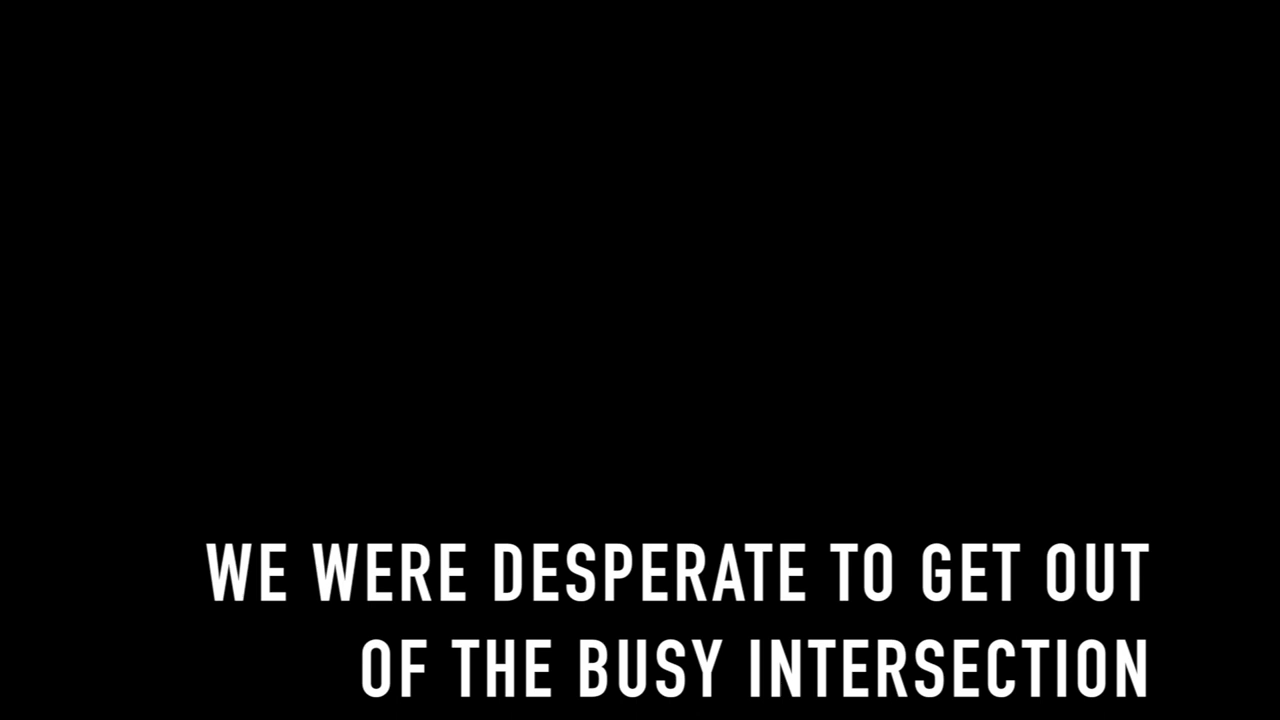 WE WERE DESPERATE TO GET OUT
OF THE BUSY INTERSECTION